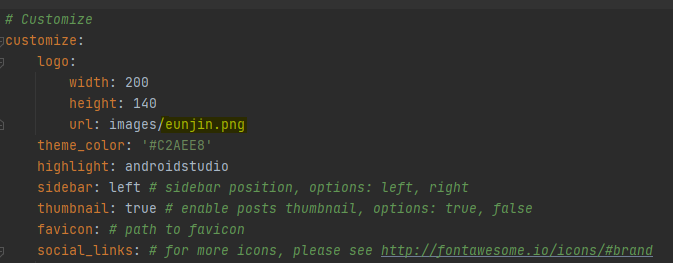 # Customize
customize:
logo:
width: 200
height: 140
url: images/eunjin.png
theme_color: '#C2AEE8'
highlight: androidstudio
sidebar: left # sidebar position, options: left, right
thumbnail: true # enable posts thumbnail, options: true, false
favicon: # path to favicon
social_links: # for more icons, please see http://fontawesome.io/icons/#brand